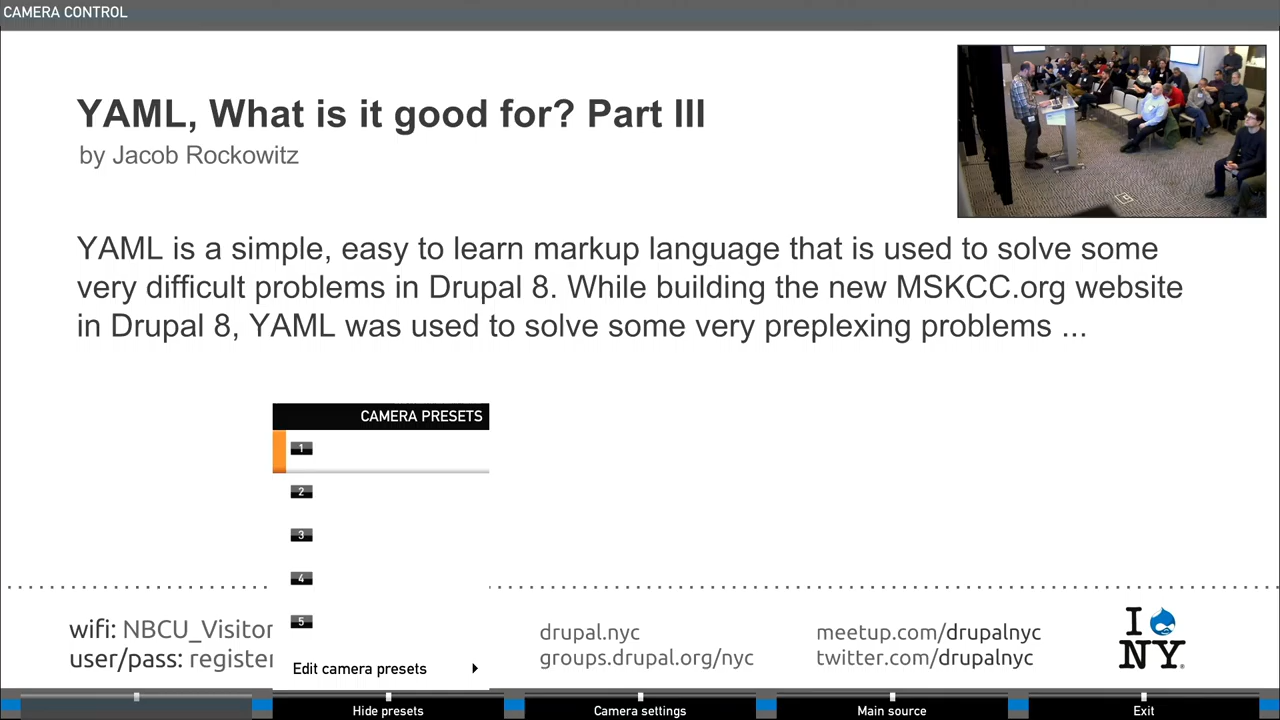 CAMERA CONTROL
YAML, What is it good for? Part III
by Jacob Rockowitz
YAML is a simple, easy to learn markup language that is used to solve some
very difficult problems in Drupal 8. While building the new MSKCC.org website
in Drupal 8, YAML was used to solve some very preplexing problems ...
CAMERA PRESETS
1
2
3
4
5
Edit camera presets
wifi: NBCU_Visitor
user/pass: register
drupal.nyc
groups.drupal.org/nyc
meetup.com/drupalnyc
twitter.com/drupalnyc
I
NY
Hide presets
Camera settings
Main source
Exit